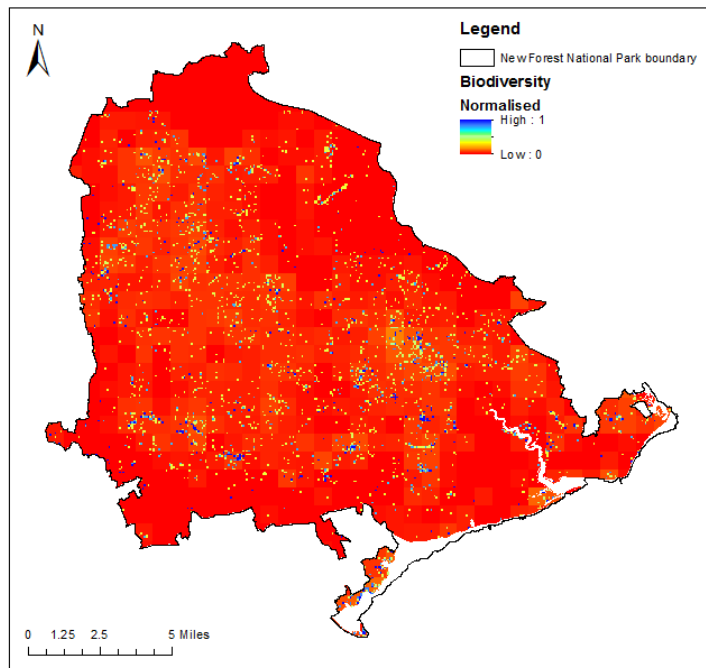 N
Legend
New Forest National Park boundary
Biodiversity
Normalised
High : 1
Low : 0
0 1.25 2.5 5 Miles